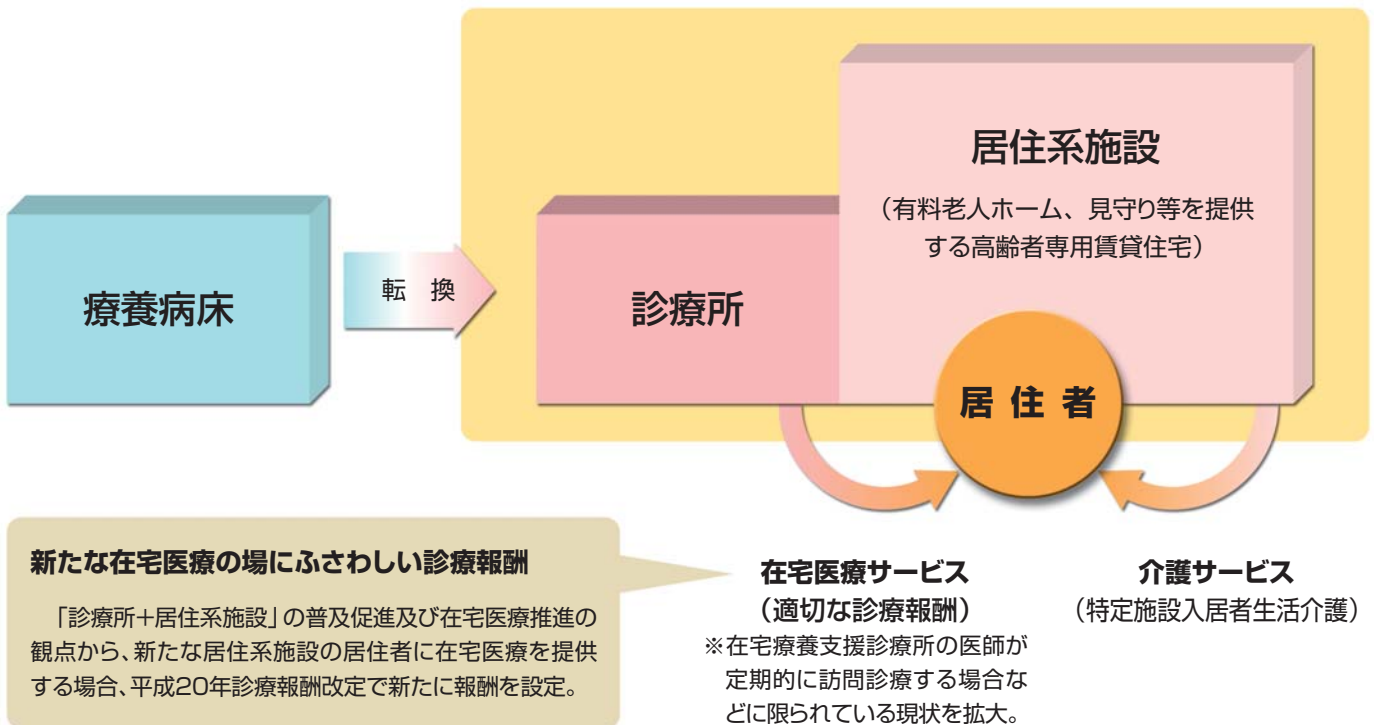 療養病床
転 換
診療所
居住系施設
（有料老人ホーム、見守り等を提供
する高齢者専用賃貸住宅）
居 住 者
新たな在宅医療の場にふさわしい診療報酬
「診療所+居住系施設」の普及促進及び在宅医療推進の
観点から、新たな居住系施設の居住者に在宅医療を提供
する場合、平成20年診療報酬改定で新たに報酬を設定。
在宅医療サービス
（適切な診療報酬）
※在宅療養支援診療所の医師が
定期的に訪問診療する場合な
どに限られている現状を拡大。
介護サービス
（特定施設入居者生活介護）